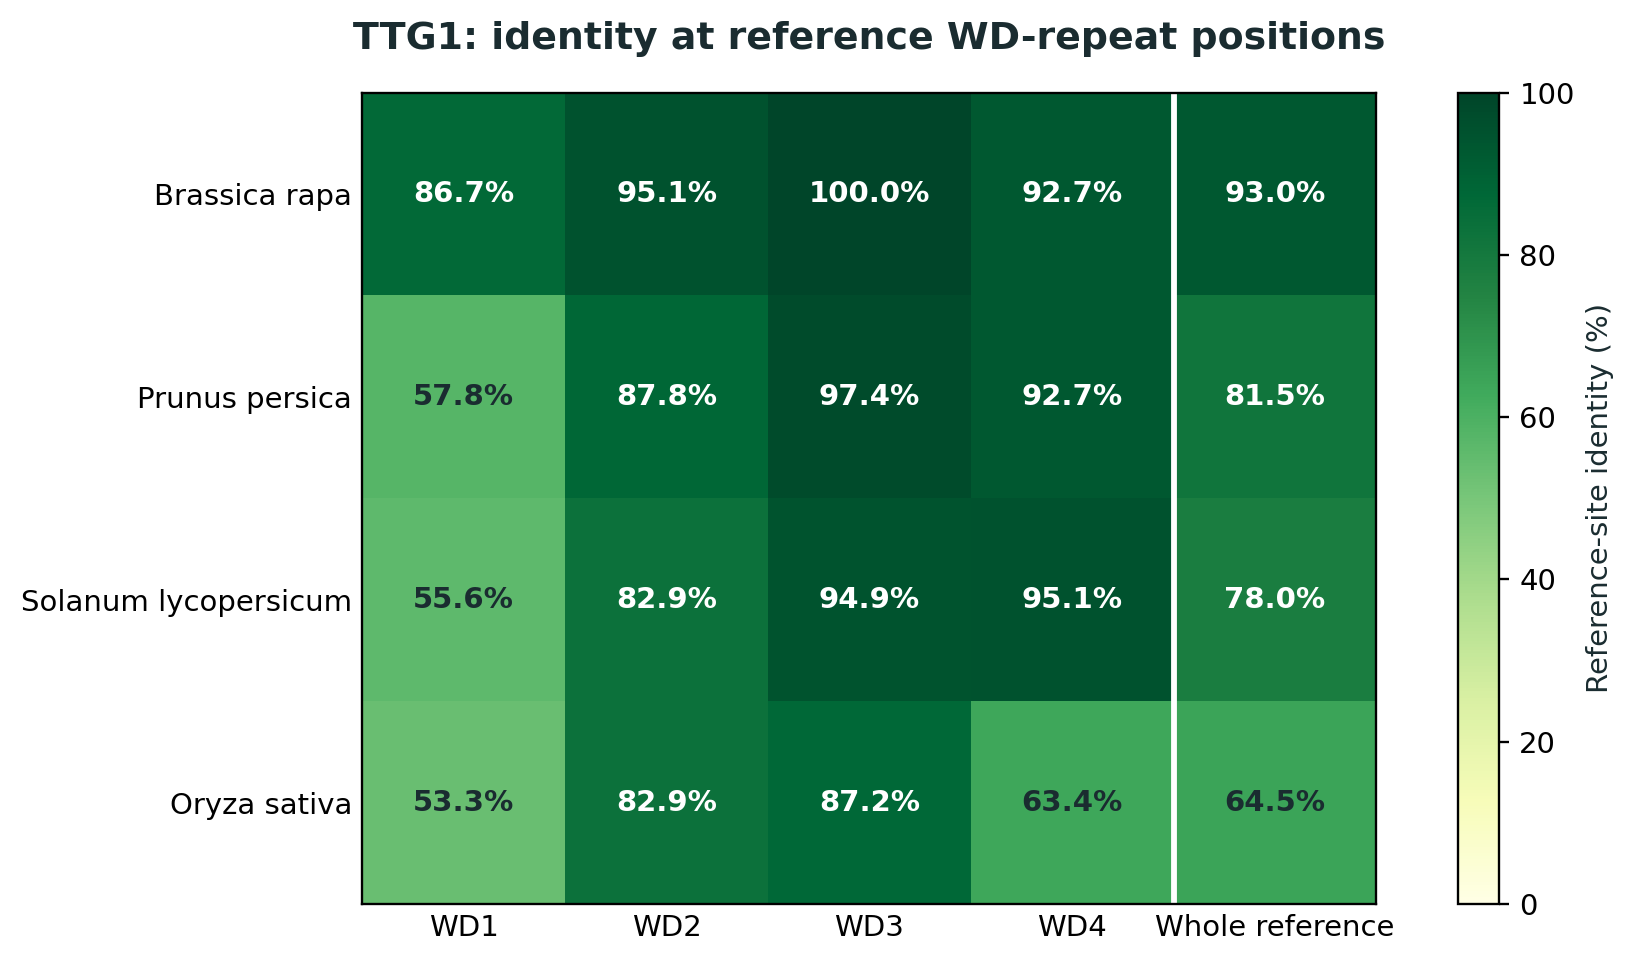 TTG1: identity at reference WD-repeat positions
Brassica rapa 86.7% 95.1% 100.0% 92.7% 93.0%
Prunus persica 57.8% 87.8% 97.4% 92.7% 81.5%
Solanum lycopersicum 55.6% 82.9% 94.9% 95.1% 78.0%
Oryza sativa 53.3% 82.9% 87.2% 63.4% 64.5%
WD1 WD2 WD3 WD4 Whole reference
100
80
60
40
20
0
Reference-site identity (%)